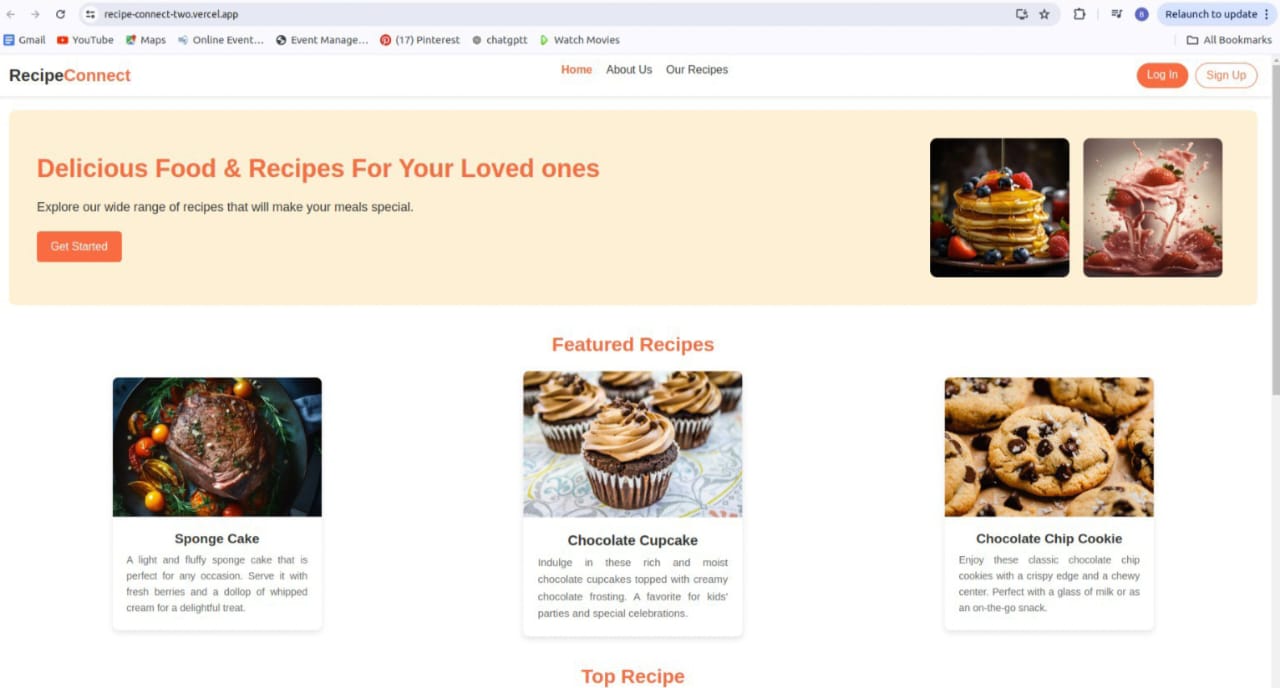 recipe-connect-two.vercel.app
B
Relaunch to update
Gmail
YouTube
Maps
Online Event...
Event Manage...
(17) Pinterest
chatgptt
Watch Movies
All Bookmarks
RecipeConnect
Home
About Us
Our Recipes
Log In
Sign Up
Delicious Food & Recipes For Your Loved ones
Explore our wide range of recipes that will make your meals special.
Get Started
Featured Recipes
Sponge Cake
A light and fluffy sponge cake that is
perfect for any occasion. Serve it with
fresh berries and a dollop of whipped
cream for a delightful treat.
Chocolate Cupcake
Indulge in these rich and moist
chocolate cupcakes topped with creamy
chocolate frosting. A favorite for kids'
parties and special celebrations.
Chocolate Chip Cookie
Enjoy these classic chocolate chip
cookies with a crispy edge and a chewy
center. Perfect with a glass of milk or as
an on-the-go snack.
Top Recipe